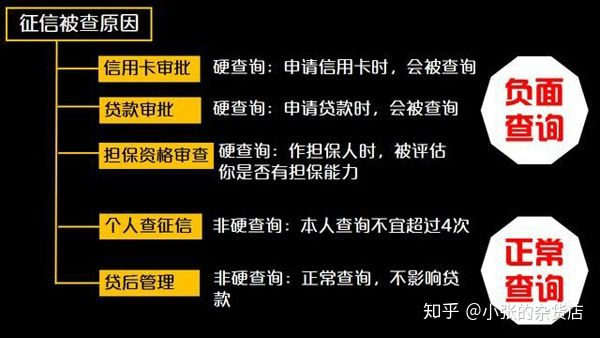 征信被查原因
信用卡审批 硬查询：申请信用卡时，会被查询
贷款审批 硬查询：申请贷款时，会被查询
担保资格审查 硬查询：作担保人时，被评估
你是否有担保能力
负面
查询
个人查征信 非硬查询：本人查询不宜超过4次
贷后管理 非硬查询：正常查询，不影响贷
款
正常
查询
知乎 @小张的杂货店